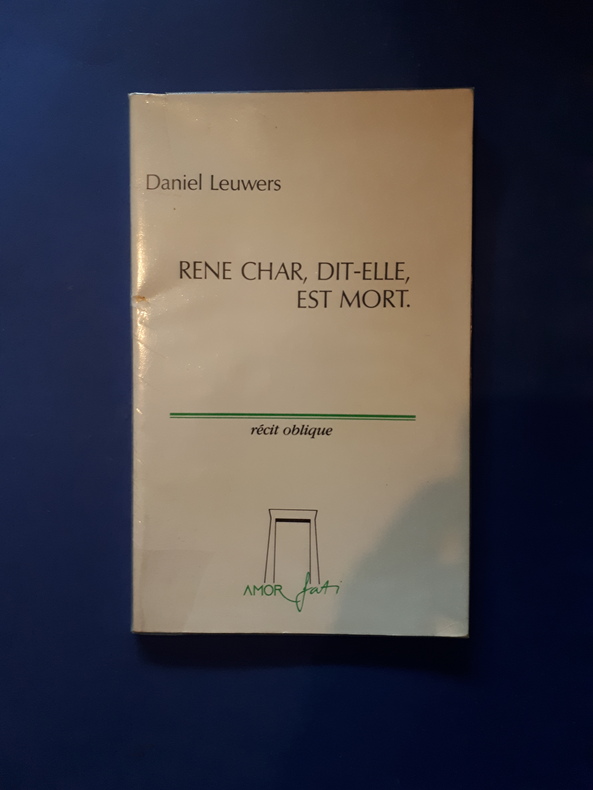 Daniel Leuwers
RENE CHAR, DIT-ELLE,
EST MORT.
récit oblique
AMOR fati